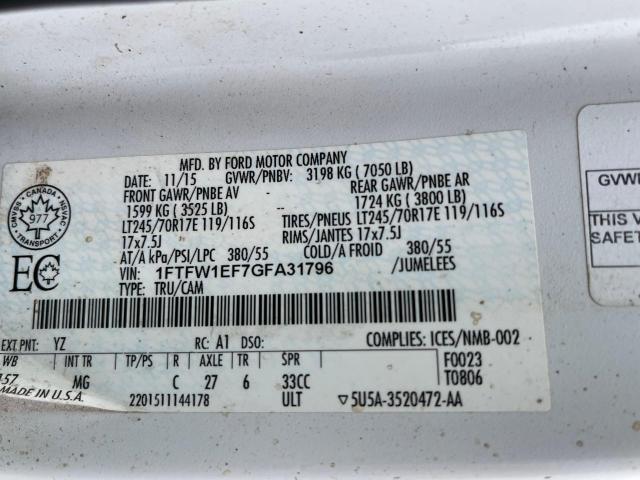 MFD. BY FORD MOTOR COMPANY
DATE: 11/15 GVWR/PNBV: 3198 KG ( 7050 LB)
FRONT GAWR/PNBE AV REAR GAWR/PNBE AR
1599 KG ( 3525 LB) 1724 KG ( 3800 LB)
LT245/70R17E 119/116S TIRES/PNEUS LT245/70R17E 119/116S
17x7.5J RIMS/JANTES 17x7.5J
AT/A kPa/PSI/LPC 380/55 COLD/A FROID 380/55
VIN: 1FTFW1EF7GFA31796 /JUMELEES
TYPE: TRU/CAM
CANADA
977
TRANSPORT
SVMAC
NSVAC
EC
EXT.PNT: YZ RC: A1 DSO: COMPLIES: ICES/NMB-002
WB INT TR TP/PS R AXLE TR SPR F0023
157 MG C 27 6 33CC T0806
MADE IN U.S.A. 2201511144178 ULT ▽5U5A-3520472-AA
GVWR
THIS V
SAFET